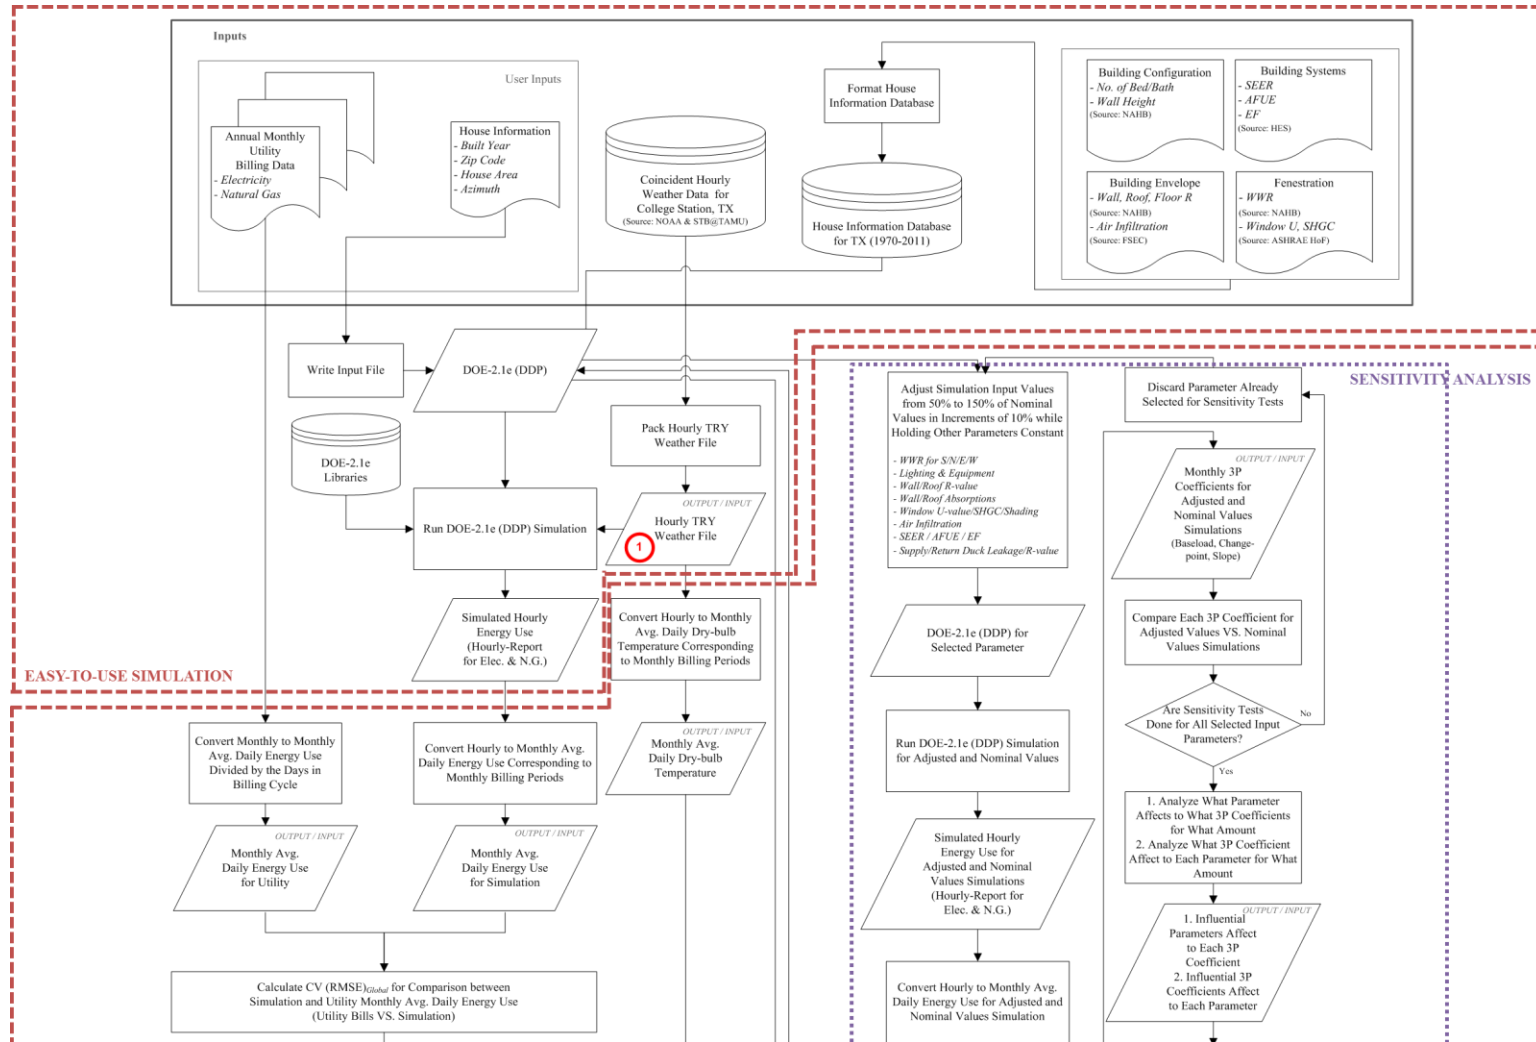 Inputs
User Inputs
Annual Monthly
Utility
Billing Data
- Electricity
- Natural Gas
House Information
- Built Year
- Zip Code
- House Area
- Azimuth
Coincident Hourly
Weather Data for
College Station, TX
(Source: NOAA & STB@TAMU)
Format House
Information Database
House Information Database
for TX (1970-2011)
Building Configuration
- No. of Bed/Bath
- Wall Height
(Source: NAHB)
Building Systems
- SEER
- AFUE
- EF
(Source: HES)
Building Envelope
- Wall, Roof, Floor R
(Source: NAHB)
- Air Infiltration
(Source: FSEC)
Fenestration
- WWR
(Source: NAHB)
- Window U, SHGC
(Source: ASHRAE HoF)
Write Input File
DOE-2.1e (DDP)
DOE-2.1e
Libraries
Pack Hourly TRY
Weather File
Run DOE-2.1e (DDP) Simulation
OUTPUT / INPUT
Hourly TRY
Weather File
1
Simulated Hourly
Energy Use
(Hourly-Report
for Elec. & N.G.)
Convert Hourly to Monthly
Avg. Daily Dry-bulb
Temperature Corresponding
to Monthly Billing Periods
EASY-TO-USE SIMULATION
Convert Monthly to Monthly
Avg. Daily Energy Use
Divided by the Days in
Billing Cycle
Convert Hourly to Monthly Avg.
Daily Energy Use Corresponding to
Monthly Billing Periods
OUTPUT / INPUT
Monthly Avg.
Daily Dry-bulb
Temperature
OUTPUT / INPUT
Monthly Avg.
Daily Energy Use
for Utility
OUTPUT / INPUT
Monthly Avg.
Daily Energy Use
for Simulation
Calculate CV (RMSE)Global for Comparison between
Simulation and Utility Monthly Avg. Daily Energy Use
(Utility Bills VS. Simulation)
SENSITIVITY ANALYSIS
Adjust Simulation Input Values
from 50% to 150% of Nominal
Values in Increments of 10% while
Holding Other Parameters Constant
- WWR for S/N/E/W
- Lighting & Equipment
- Wall/Roof R-value
- Wall/Roof Absorptions
- Window U-value/SHGC/Shading
- Air Infiltration
- SEER / AFUE / EF
- Supply/Return Duck Leakage/R-value
DOE-2.1e (DDP) for
Selected Parameter
Run DOE-2.1e (DDP) Simulation
for Adjusted and Nominal Values
Simulated Hourly
Energy Use for
Adjusted and Nominal
Values Simulations
(Hourly-Report for
Elec. & N.G.)
Convert Hourly to Monthly Avg.
Daily Energy Use for Adjusted and
Nominal Values Simulation
Discard Parameter Already
Selected for Sensitivity Tests
OUTPUT / INPUT
Monthly 3P
Coefficients for
Adjusted and
Nominal Values
Simulations
(Baseload, Change-
point, Slope)
Compare Each 3P Coefficient for
Adjusted Values VS. Nominal
Values Simulations
Are Sensitivity Tests
Done for All Selected Input
Parameters?
No
Yes
1. Analyze What Parameter
Affects to What 3P Coefficients
for What Amount
2. Analyze What 3P Coefficient
Affect to Each Parameter for What
Amount
OUTPUT / INPUT
1. Influential
Parameters Affect
to Each 3P
Coefficient
2. Influential 3P
Coefficients Affect
to Each Parameter